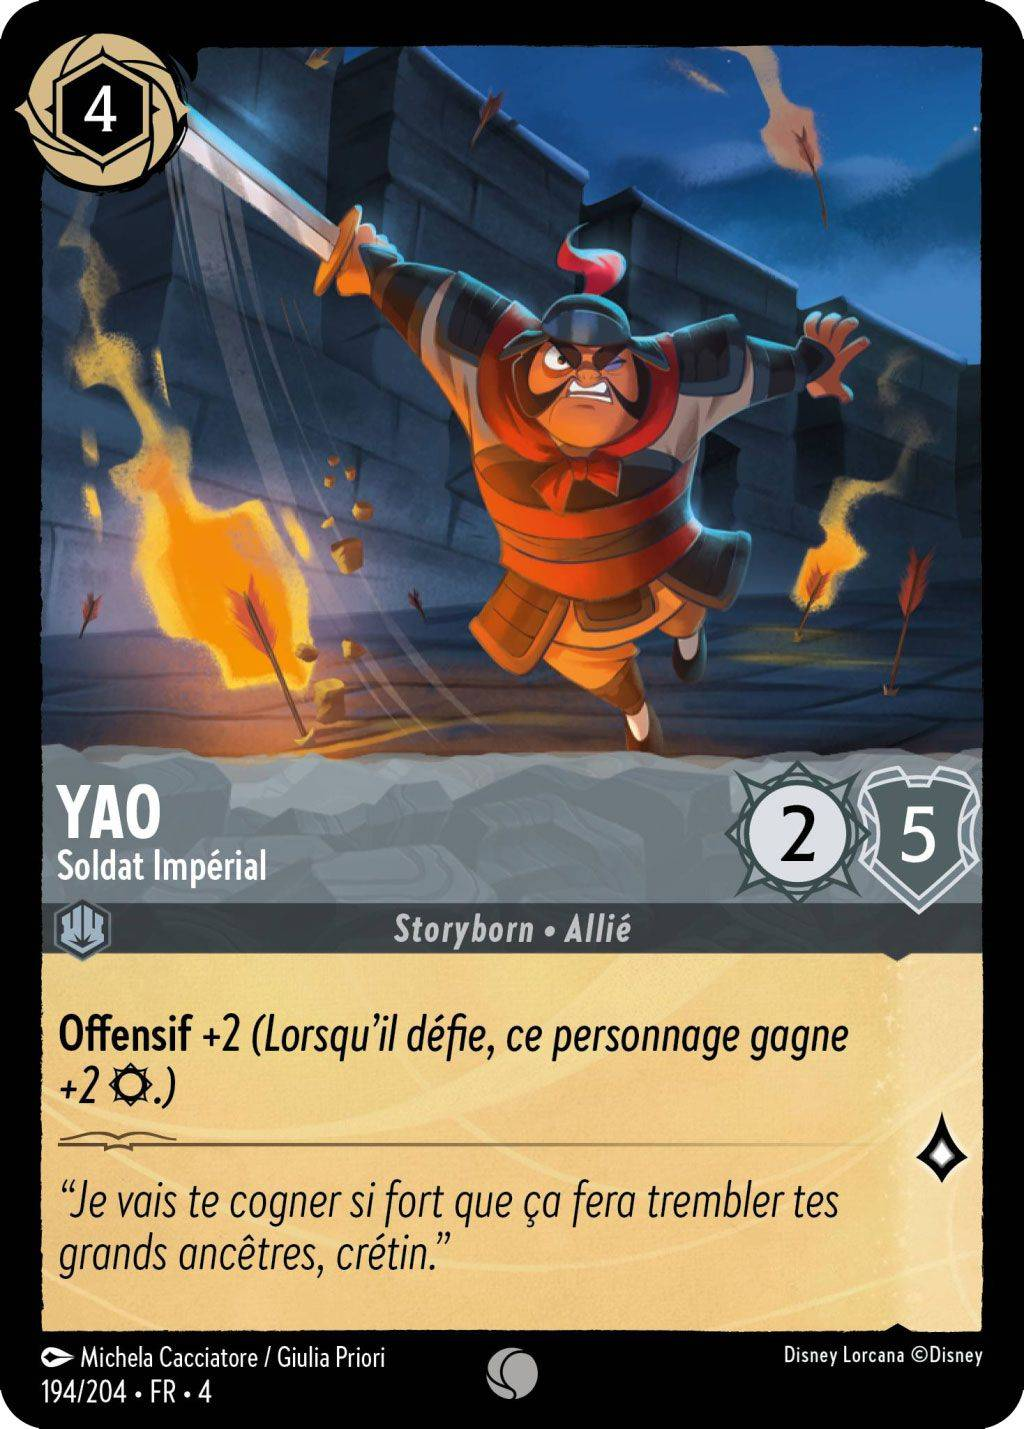 4
YAO
Soldat Impérial
2
5
Storyborn • Allié
Offensif +2 (Lorsqu’il défie, ce personnage gagne
+2 .)
“Je vais te cogner si fort que ça fera trembler tes
grands ancêtres, crétin.”
Michela Cacciatore / Giulia Priori
Disney Lorcana ©Disney
194/204 • FR • 4